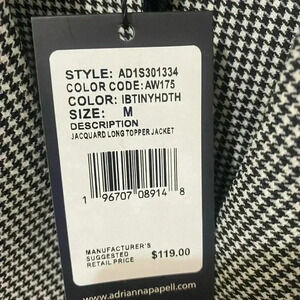 STYLE: AD1S301334
COLOR CODE: AW175
COLOR: IBTINYHDTH
SIZE: M
DESCRIPTION
JACQUARD LONG TOPPER JACKET
1 96707 08914 8
MANUFACTURER'S
SUGGESTED
RETAIL PRICE
$119.00
www.adriannapapell.com